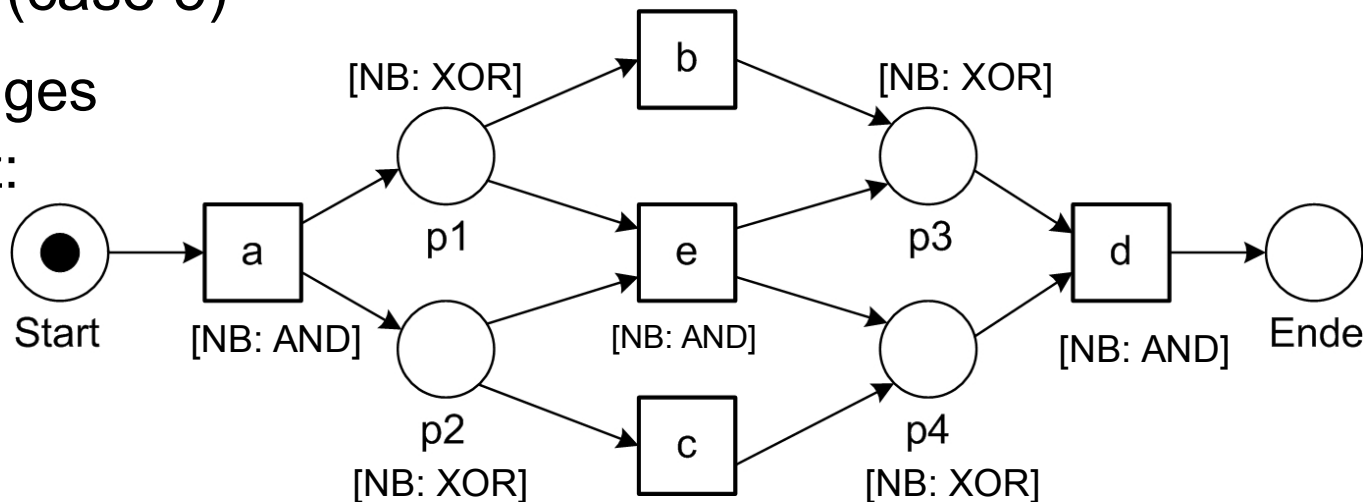 (case 3)
b
[NB: XOR] [NB: XOR]
ges
t:
a p1 e p3 d
Start [NB: AND] [NB: AND] [NB: AND] Ende
p2 c p4
[NB: XOR] [NB: XOR]